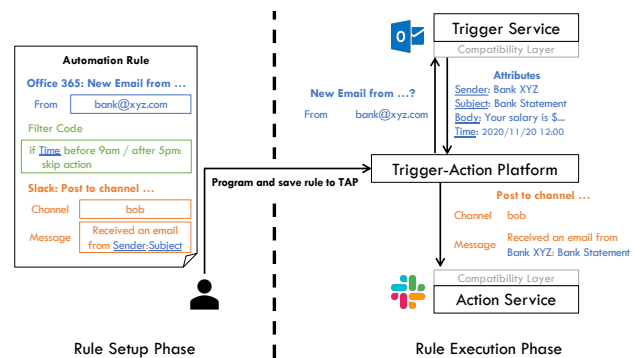 Automation Rule
Office 365: New Email from ...
From
bank@xyz.com
Filter Code
if Time before 9am / after 5pm:
skip action
Slack: Post to channel ...
Channel
bob
Message
Received an email
from Sender:Subject
Program and save rule to TAP
Rule Setup Phase
Trigger Service
Compatibility Layer
New Email from ...?
From
bank@xyz.com
Attributes
Sender: Bank XYZ
Subject: Bank Statement
Body: Your salary is $...
Time: 2020/11/20 12:00
Trigger-Action Platform
Post to channel ...
Channel
bob
Message
Received an email from
Bank XYZ: Bank Statement
Compatibility Layer
Action Service
Rule Execution Phase